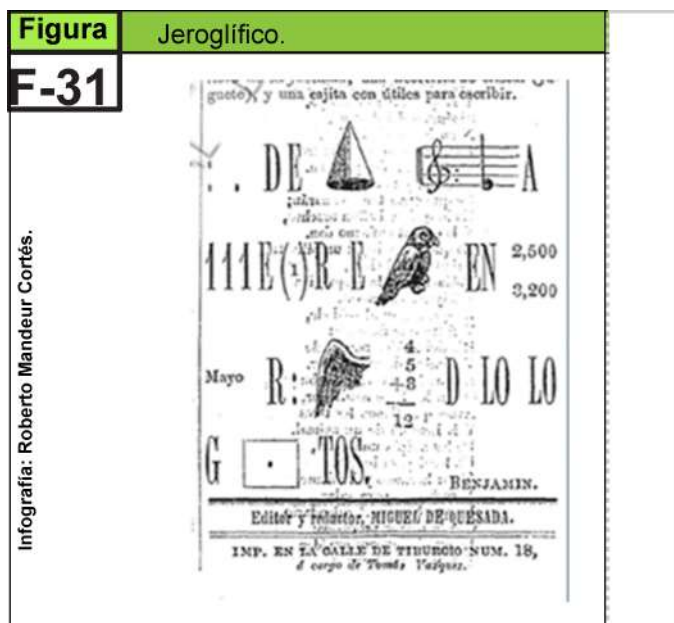 Figura
Jeroglífico.
F-31
Infografía: Roberto Mandeur Cortés.
y una cajita con útiles para escribir.
. . DE A
111E(1)R E EN 2,500
3,200
Mayo R: 4
5
+3
12
D LO LO
G . TOS.
BENJAMIN.
Editor y redactor, MIGUEL DE QUESADA.
IMP. EN LA CALLE DE TIBURCIO NUM. 18,
á cargo de Tomás Vazquez.